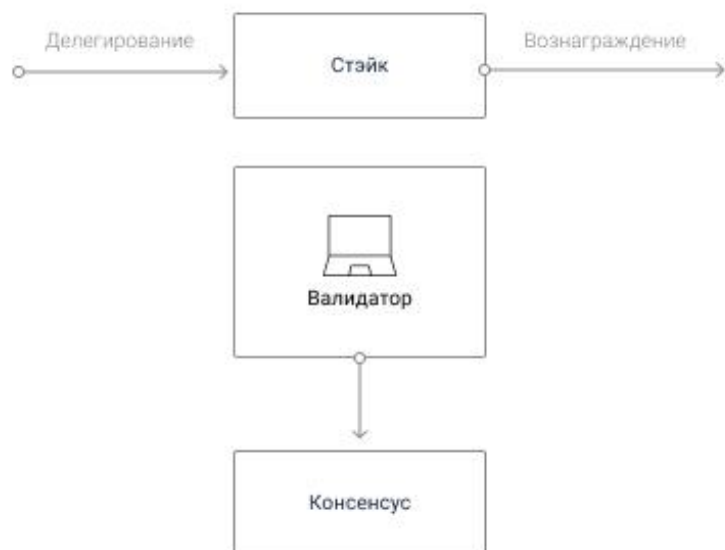 Делегирование
Стэйк
Вознаграждение
Валидатор
Консенсус